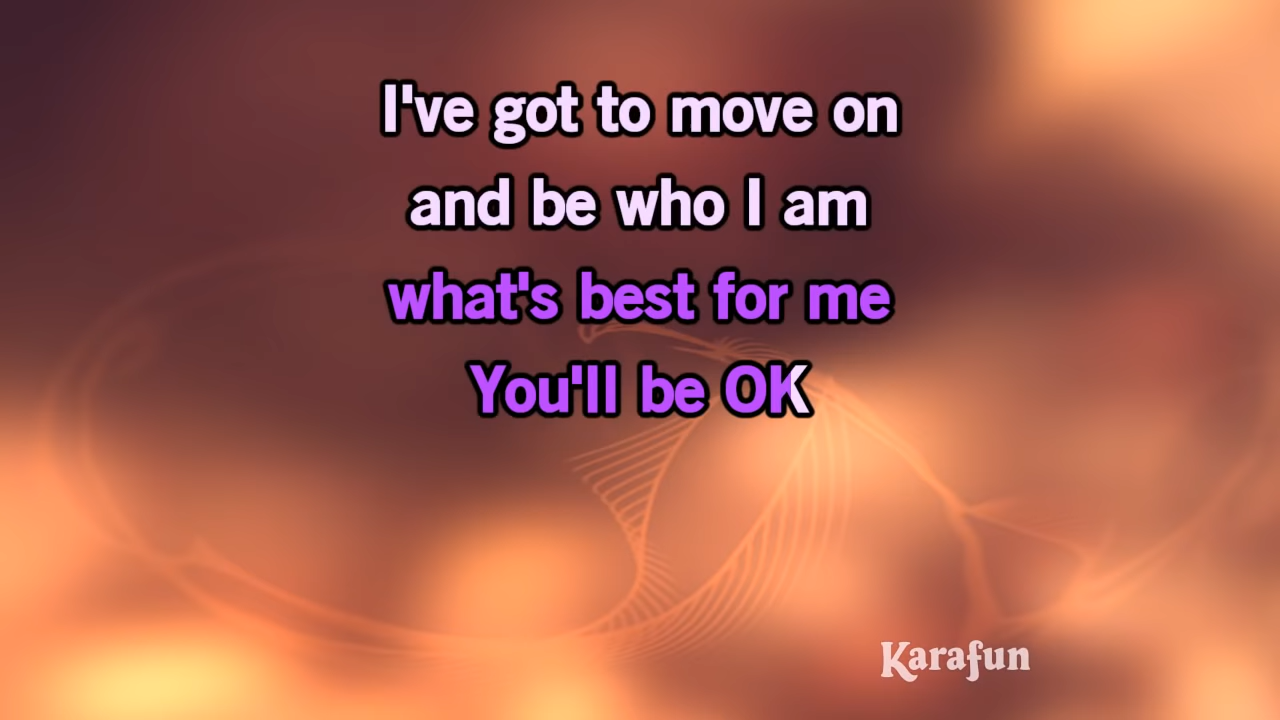 I've got to move on
and be who I am
what's best for me
You'll be OK
Karafun